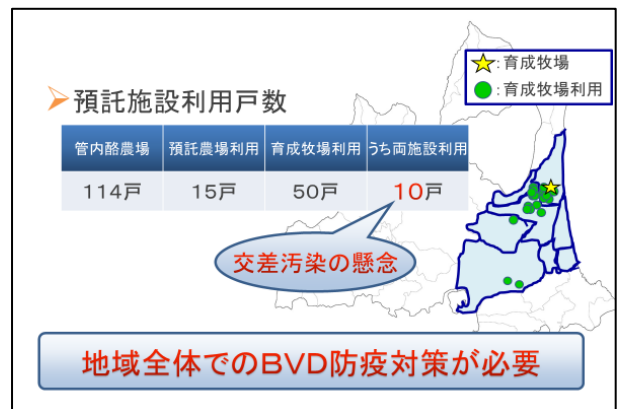 ☆:育成牧場
●:育成牧場利用
➢預託施設利用戸数
管内酪農場 預託農場利用 育成牧場利用 うち両施設利用
114戸 15戸 50戸 10戸
交差汚染の懸念
地域全体でのBVD防疫対策が必要